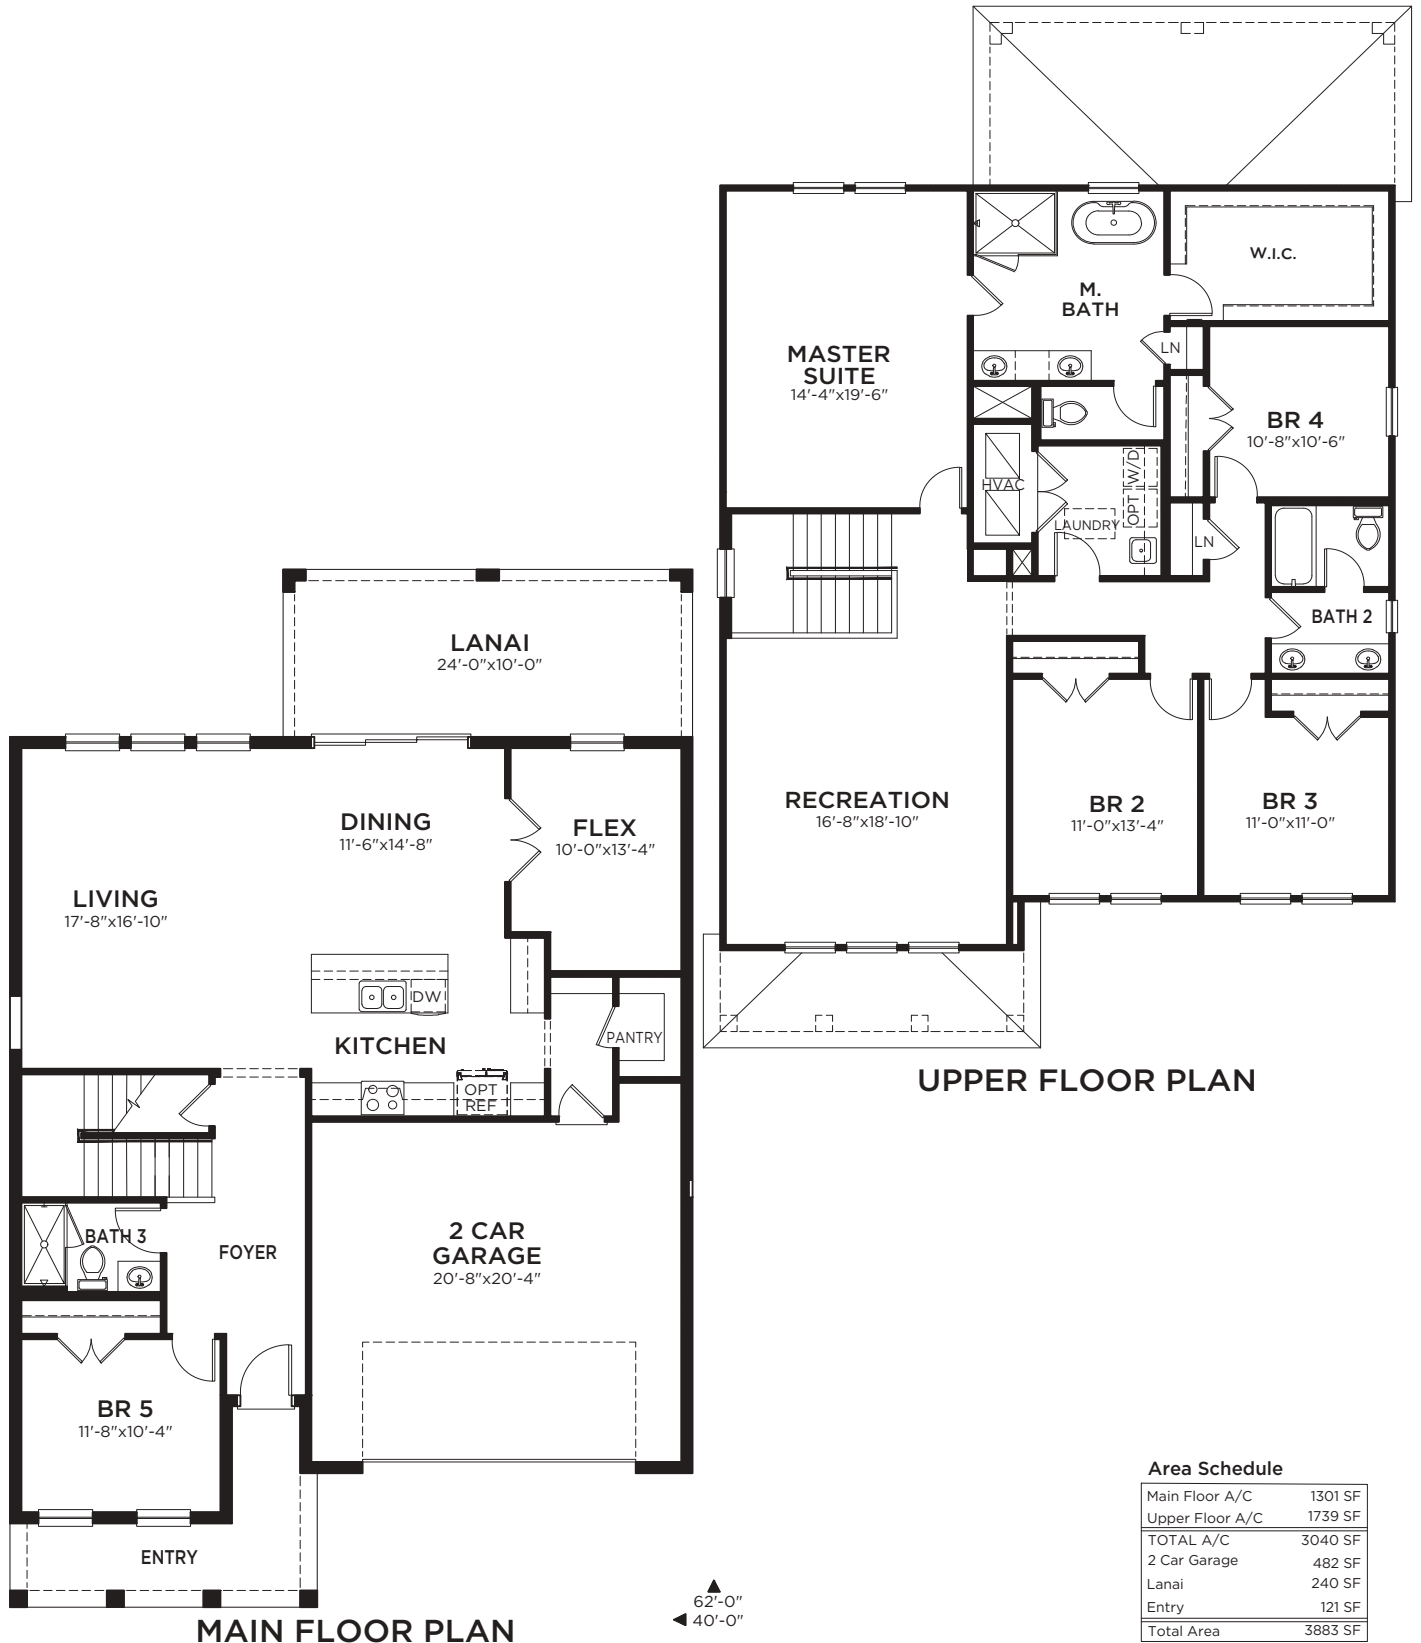 W.I.C.
M.
BATH
LN
MASTER
SUITE
14'-4"x19'-6"
BR 4
10'-8"x10'-6"
HVAC
OPT W/D
LAUNDRY
LN
BATH 2
RECREATION
16'-8"x18'-10"
BR 2
11'-0"x13'-4"
BR 3
11'-0"x11'-0"
UPPER FLOOR PLAN
LANAI
24'-0"x10'-0"
DINING
11'-6"x14'-8"
FLEX
10'-0"x13'-4"
LIVING
17'-8"x16'-10"
DW
KITCHEN
PANTRY
OPT
REF
BATH 3
FOYER
2 CAR
GARAGE
20'-8"x20'-4"
BR 5
11'-8"x10'-4"
ENTRY
MAIN FLOOR PLAN
62'-0"
40'-0"
Area Schedule
Main Floor A/C 1301 SF
Upper Floor A/C 1739 SF
TOTAL A/C 3040 SF
2 Car Garage 482 SF
Lanai 240 SF
Entry 121 SF
Total Area 3883 SF